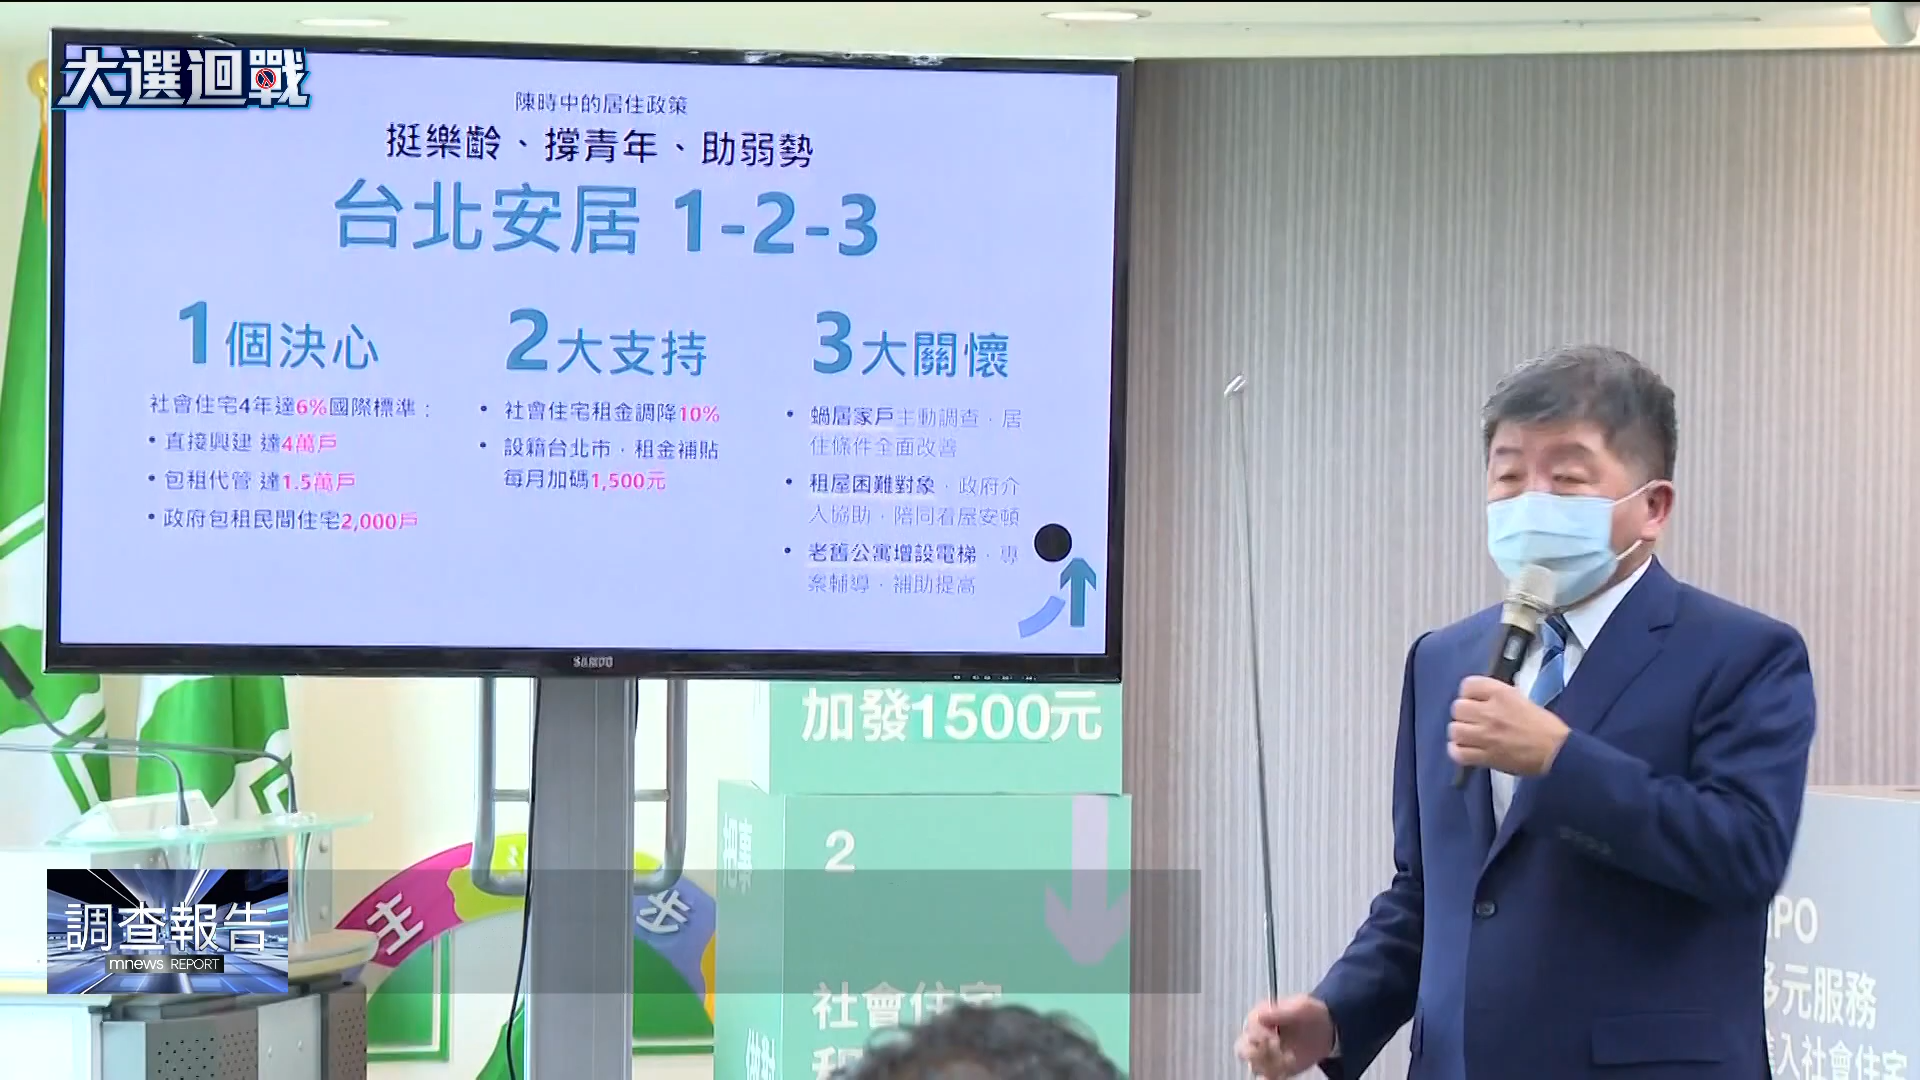 大選迴戰
陳時中的居住政策
挺樂齡、撐青年、助弱勢
台北安居 1-2-3
1個決心
社會住宅4年達6%國際標準：
• 直接興建 達4萬戶
• 包租代管 達1.5萬戶
• 政府包租民間住宅2,000戶
2大支持
• 社會住宅租金調降10%
• 設籍台北市，租金補貼
每月加碼1,500元
3大關懷
• 蝸居家戶主動調查，居
住條件全面改善
• 租屋困難對象，政府介
入協助，陪同看屋安頓
• 老舊公寓增設電梯，專
案輔導，補助提高
SAMPO
加發1500元
2
社會住宅
主
步
調查報告
mnews REPORT
PO
多元服務
入社會住宅